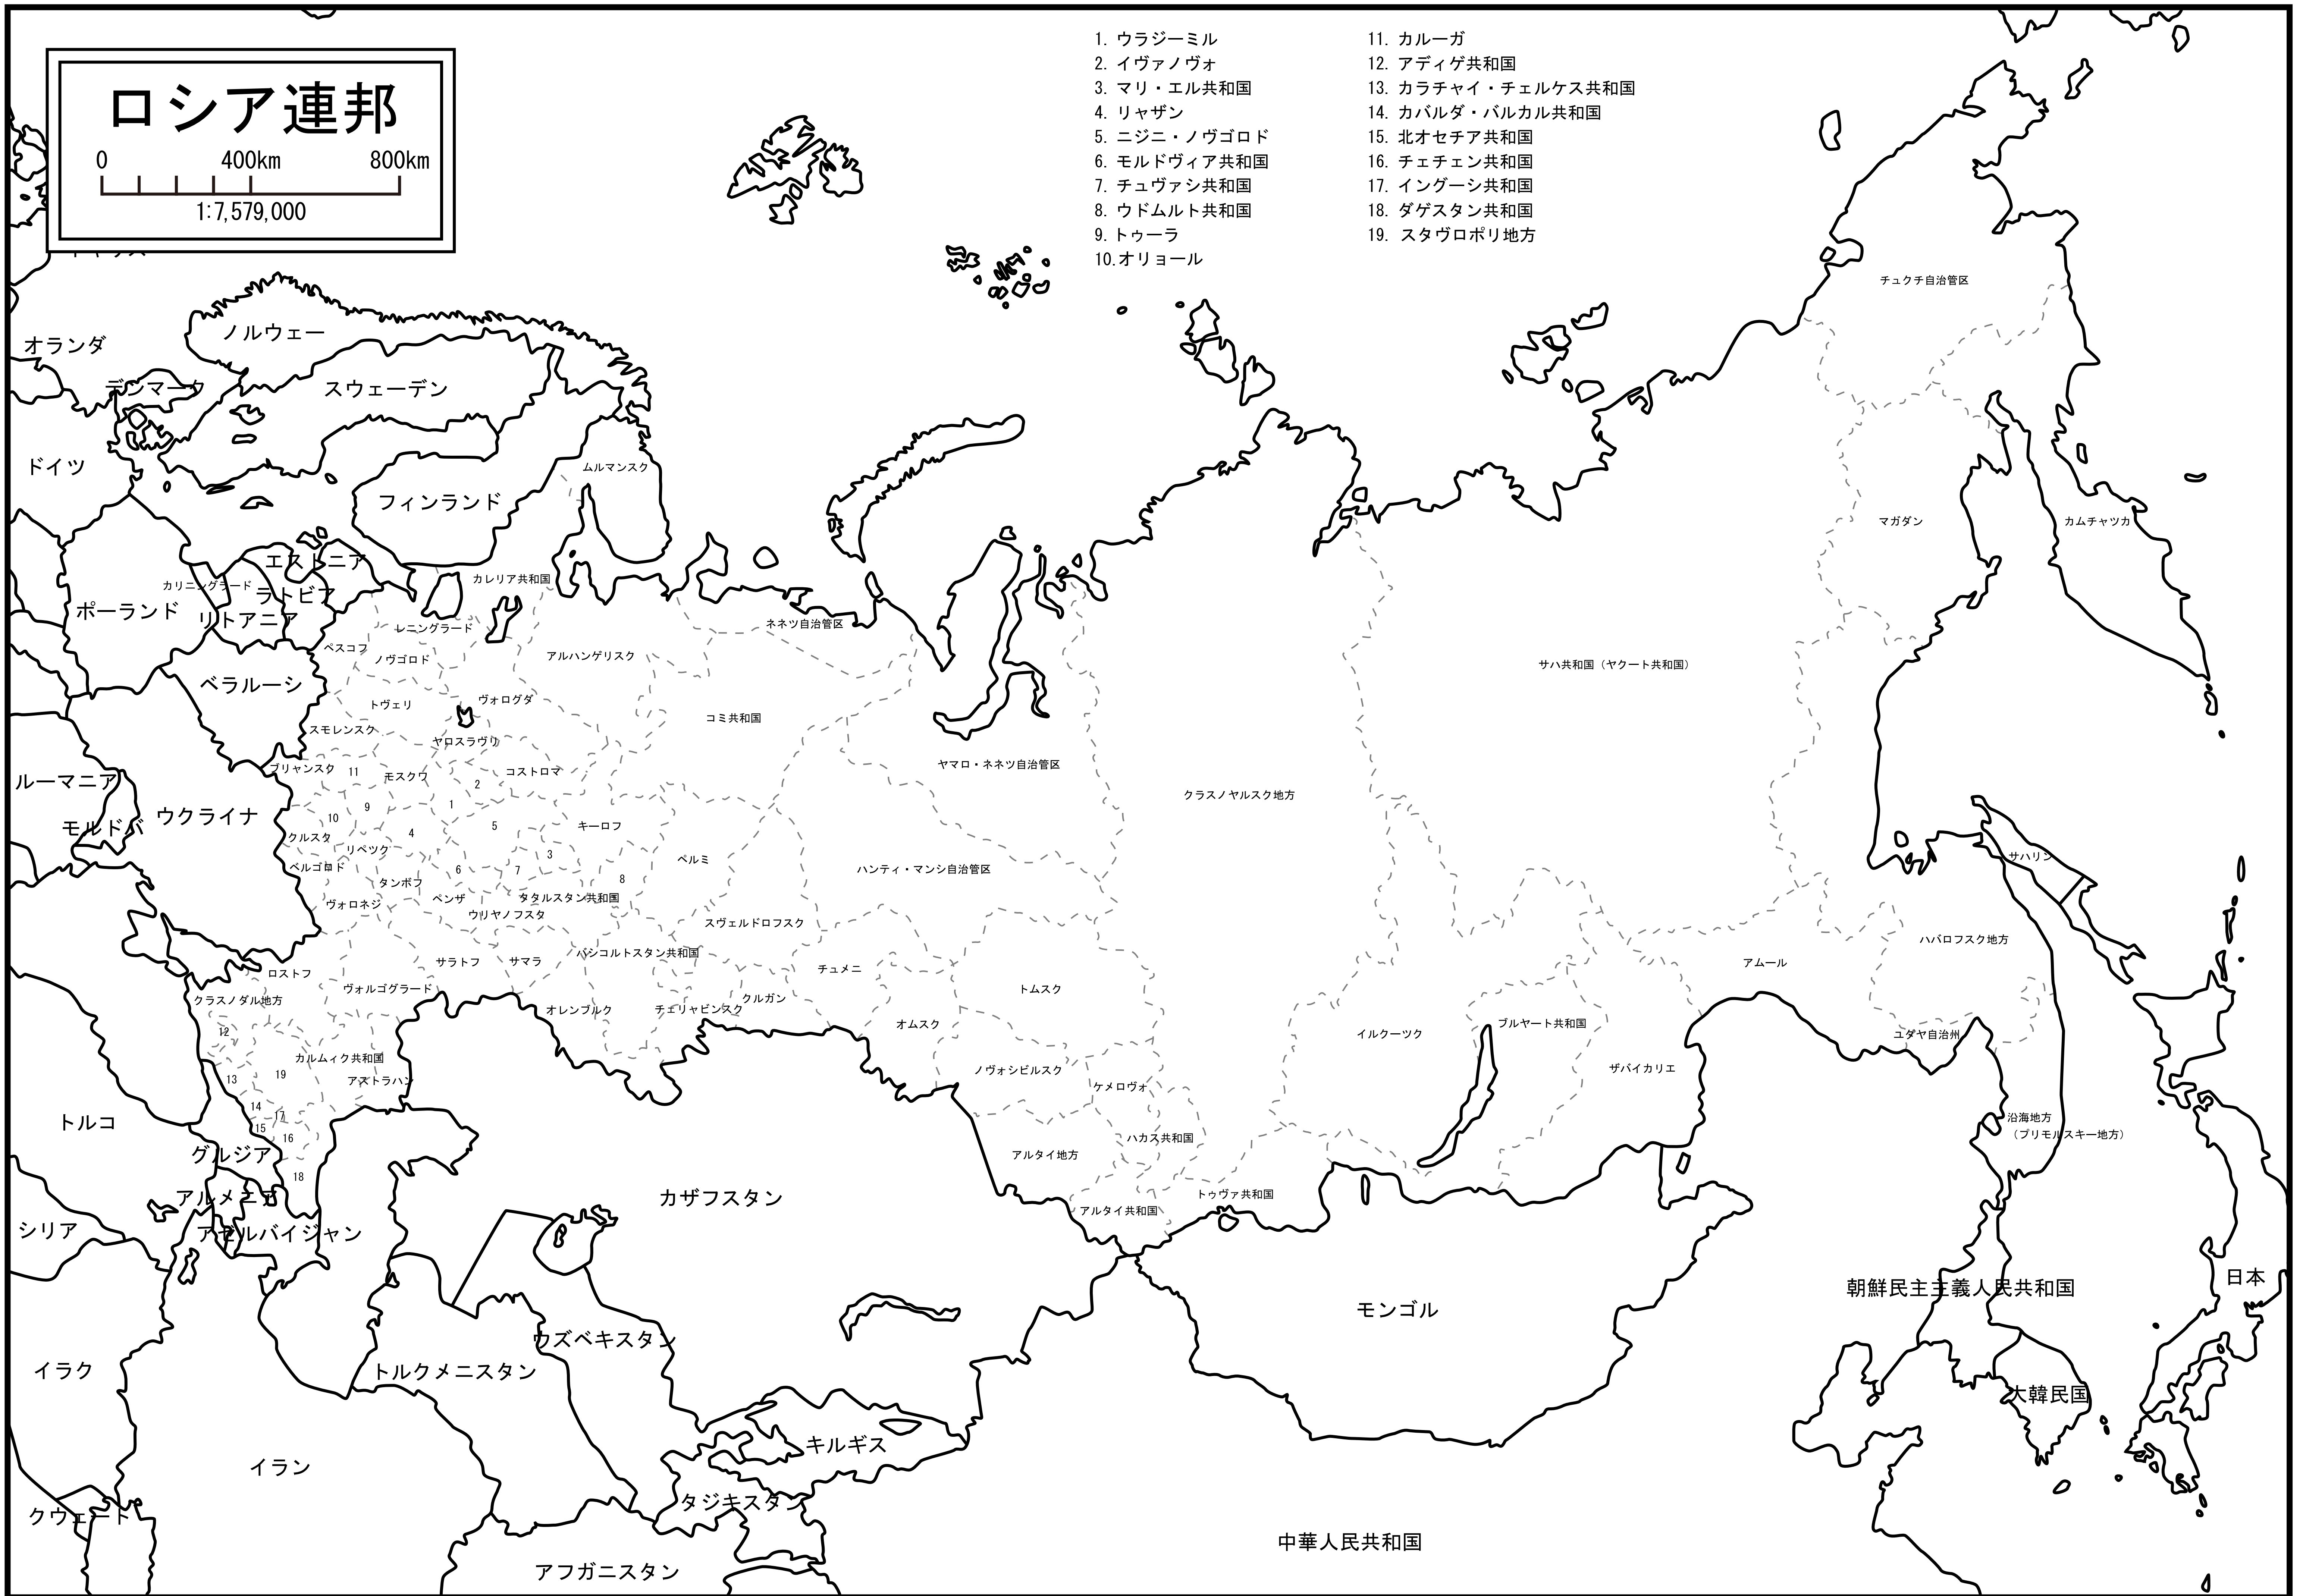 ロシア連邦
0 400km 800km
1:7,579,000
1. ウラジーミル
2. イヴァノヴォ
3. マリ・エル共和国
4. リャザン
5. ニジニ・ノヴゴロド
6. モルドヴィア共和国
7. チュヴァシ共和国
8. ウドムルト共和国
9. トゥーラ
10.オリョール
11. カルーガ
12. アディゲ共和国
13. カラチャイ・チェルケス共和国
14. カバルダ・バルカル共和国
15. 北オセチア共和国
16. チェチェン共和国
17. イングーシ共和国
18. ダゲスタン共和国
19. スタヴロポリ地方
チュクチ自治管区
ノルウェー
オランダ
デンマーク
スウェーデン
ドイツ
ムルマンスク
フィンランド
マガダン
カムチャツカ
エストニア
カレリア共和国
カリニングラード
ラトビア
ポーランド
リトアニア
レニングラード
ネネツ自治管区
ペスコフ
ノヴゴロド
アルハンゲリスク
サハ共和国(ヤクート共和国)
ベラルーシ
トヴェリ
ヴォログダ
コミ共和国
スモレンスク
ヤロスラヴリ
ブリャンスク
11
モスクワ
コストロマ
ヤマロ・ネネツ自治管区
ルーマニア
2
クラスノヤルスク地方
9
1
ウクライナ
10
モルドバ
5
キーロフ
クルスタ
4
リペツク
3
サハリン
ペルミ
ベルゴロド
6
7
ハンティ・マンシ自治管区
タンボフ
8
ペンザ
タタルスタン共和国
ヴォロネジ
ウリヤノフスタ
スヴェルドロフスク
ハバロフスク地方
バシコルトスタン共和国
サラトフ
サマラ
アムール
ロストフ
チュメニ
ヴォルゴグラード
トムスク
クラスノダル地方
クルガン
オレンブルク
チェリャビンスク
オムスク
ブルヤート共和国
12
イルクーツク
ユダヤ自治州
カルムィク共和国
ザバイカリエ
19
ノヴォシビルスク
13
アストラハン
ケメロヴォ
14
17
沿海地方
(プリモルスキー地方)
トルコ
15
16
ハカス共和国
グルジア
アルタイ地方
18
アルメニア
カザフスタン
トゥヴァ共和国
シリア
アゼルバイジャン
アルタイ共和国
日本
朝鮮民主主義人民共和国
モンゴル
ウズベキスタン
イラク
トルクメニスタン
大韓民国
キルギス
イラン
タジキスタン
クウェート
中華人民共和国
アフガニスタン